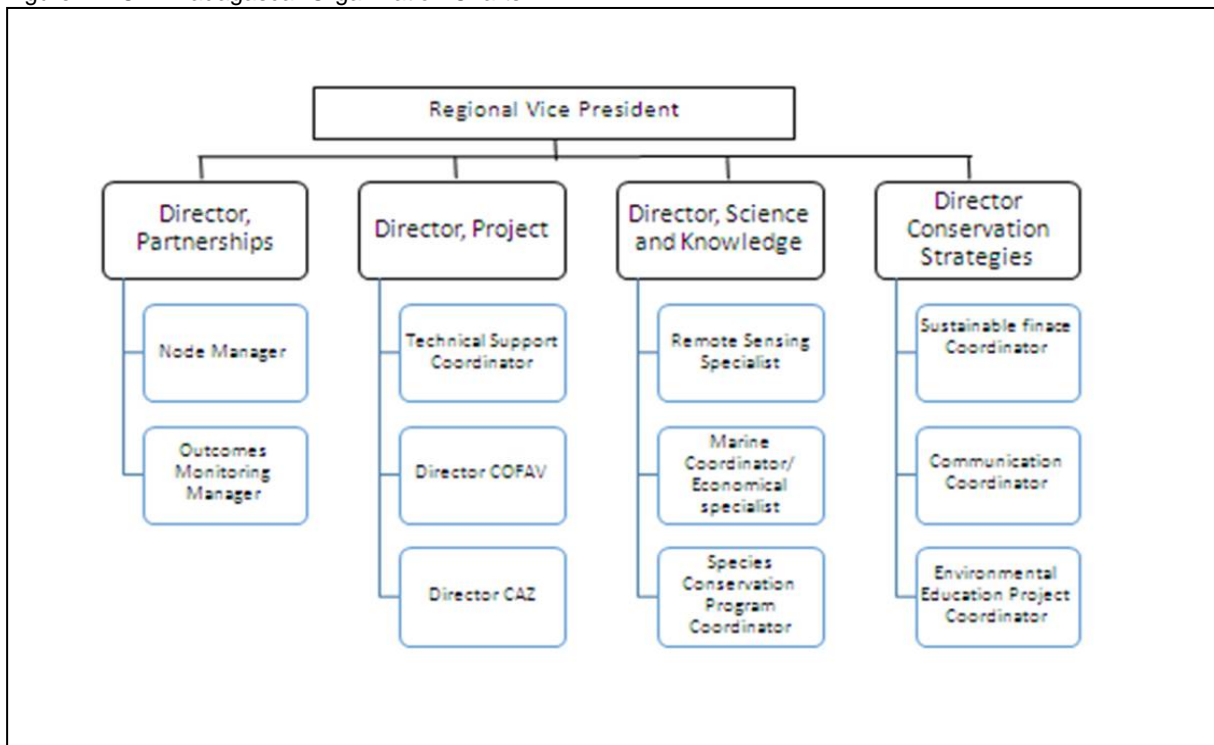 Regional Vice President
Director,
Partnerships
Director, Project
Director, Science
and Knowledge
Director
Conservation
Strategies
Node Manager
Technical Support
Coordinator
Remote Sensing
Specialist
Sustainable finace
Coordinator
Outcomes
Monitoring
Manager
Director COFAV
Marine
Coordinator/
Economical
specialist
Communication
Coordinator
Director CAZ
Species
Conservation
Program
Coordinator
Environmental
Education Project
Coordinator